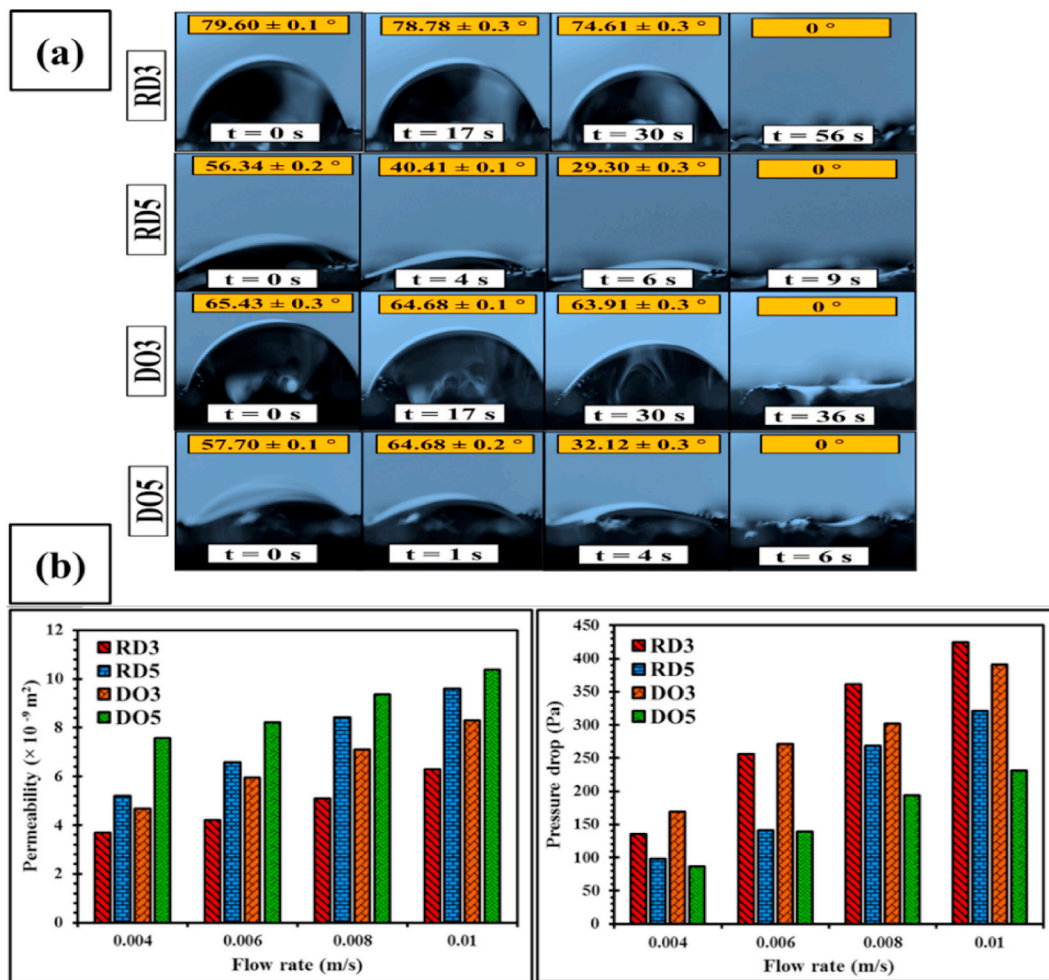 (a)
RD3
79.60 ± 0.1 °
78.78 ± 0.3 °
74.61 ± 0.3 °
0 °
t = 0 s
t = 17 s
t = 30 s
t = 56 s
RD5
56.34 ± 0.2 °
40.41 ± 0.1 °
29.30 ± 0.3 °
0 °
t = 0 s
t = 4 s
t = 6 s
t = 9 s
DO3
65.43 ± 0.3 °
64.68 ± 0.1 °
63.91 ± 0.3 °
0 °
t = 0 s
t = 17 s
t = 30 s
t = 36 s
DO5
57.70 ± 0.1 °
64.68 ± 0.2 °
32.12 ± 0.3 °
0 °
t = 0 s
t = 1 s
t = 4 s
t = 6 s
(b)
Permeability (× 10 ⁻⁹ m²)
12
10
8
6
4
2
0
RD3
RD5
DO3
DO5
0.004
0.006
0.008
0.01
Flow rate (m/s)
Pressure drop (Pa)
450
400
350
300
250
200
150
100
50
0
RD3
RD5
DO3
DO5
0.004
0.006
0.008
0.01
Flow rate (m/s)